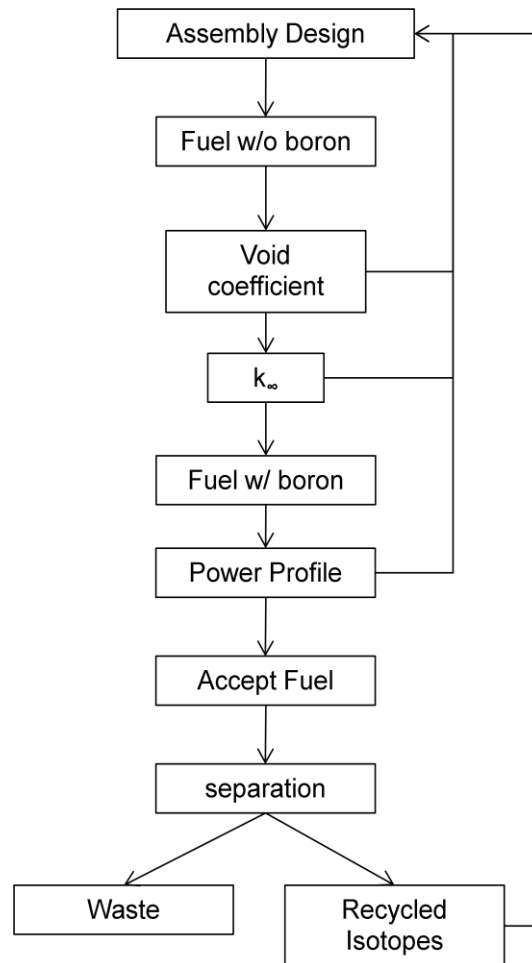 Assembly Design
Fuel w/o boron
Void
coefficient
k∞
Fuel w/ boron
Power Profile
Accept Fuel
separation
Waste
Recycled
Isotopes